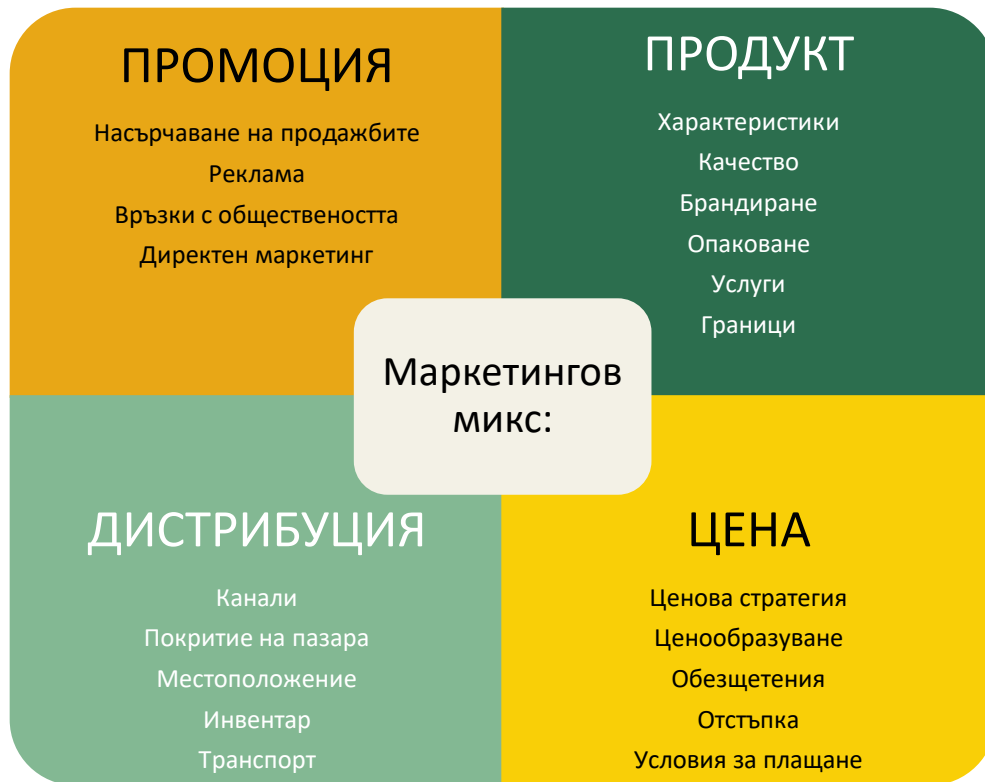 ПРОМОЦИЯ
Насърчаване на продажбите
Реклама
Връзки с обществеността
Директен маркетинг
ПРОДУКТ
Характеристики
Качество
Брандиране
Опаковане
Услуги
Граници
Маркетингов
микс:
ДИСТРИБУЦИЯ
Канали
Покритие на пазара
Местоположение
Инвентар
Транспорт
ЦЕНА
Ценова стратегия
Ценообразуване
Обезщетения
Отстъпка
Условия за плащане